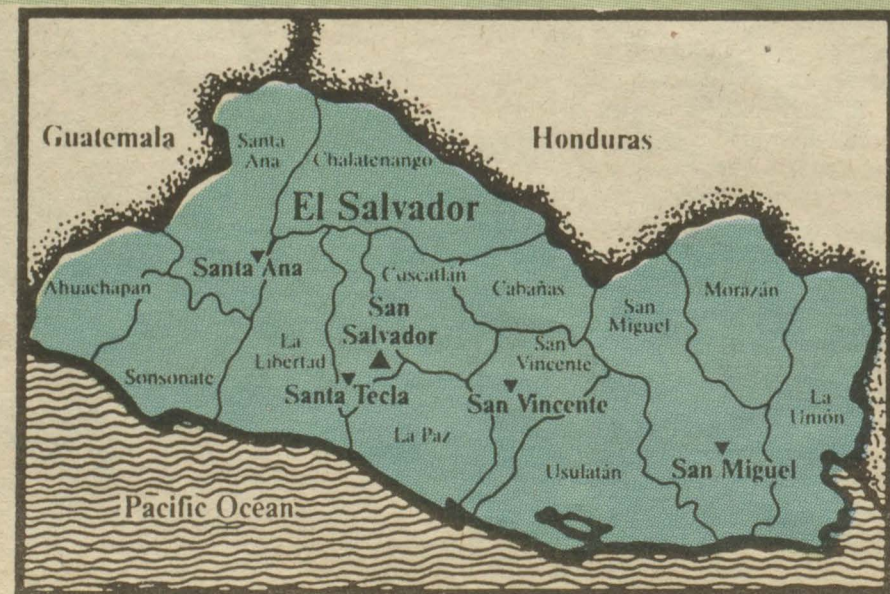 Guatemala
Honduras
Santa
Ana
Chalatenango
El Salvador
Santa Ana
Ahuachapan
Cuscatlán
Cabañas
Morazán
San
Salvador
San
Miguel
La
Libertad
San
Vincente
Sonsonate
Santa Tecla
San Vincente
La
Unión
La Paz
Usulatán
San Miguel
Pacific Ocean